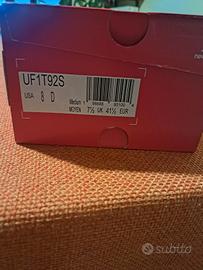 UF1T92S
USA 8 D
Medium
MOYEN 7½ UK 41½ EUR
subito